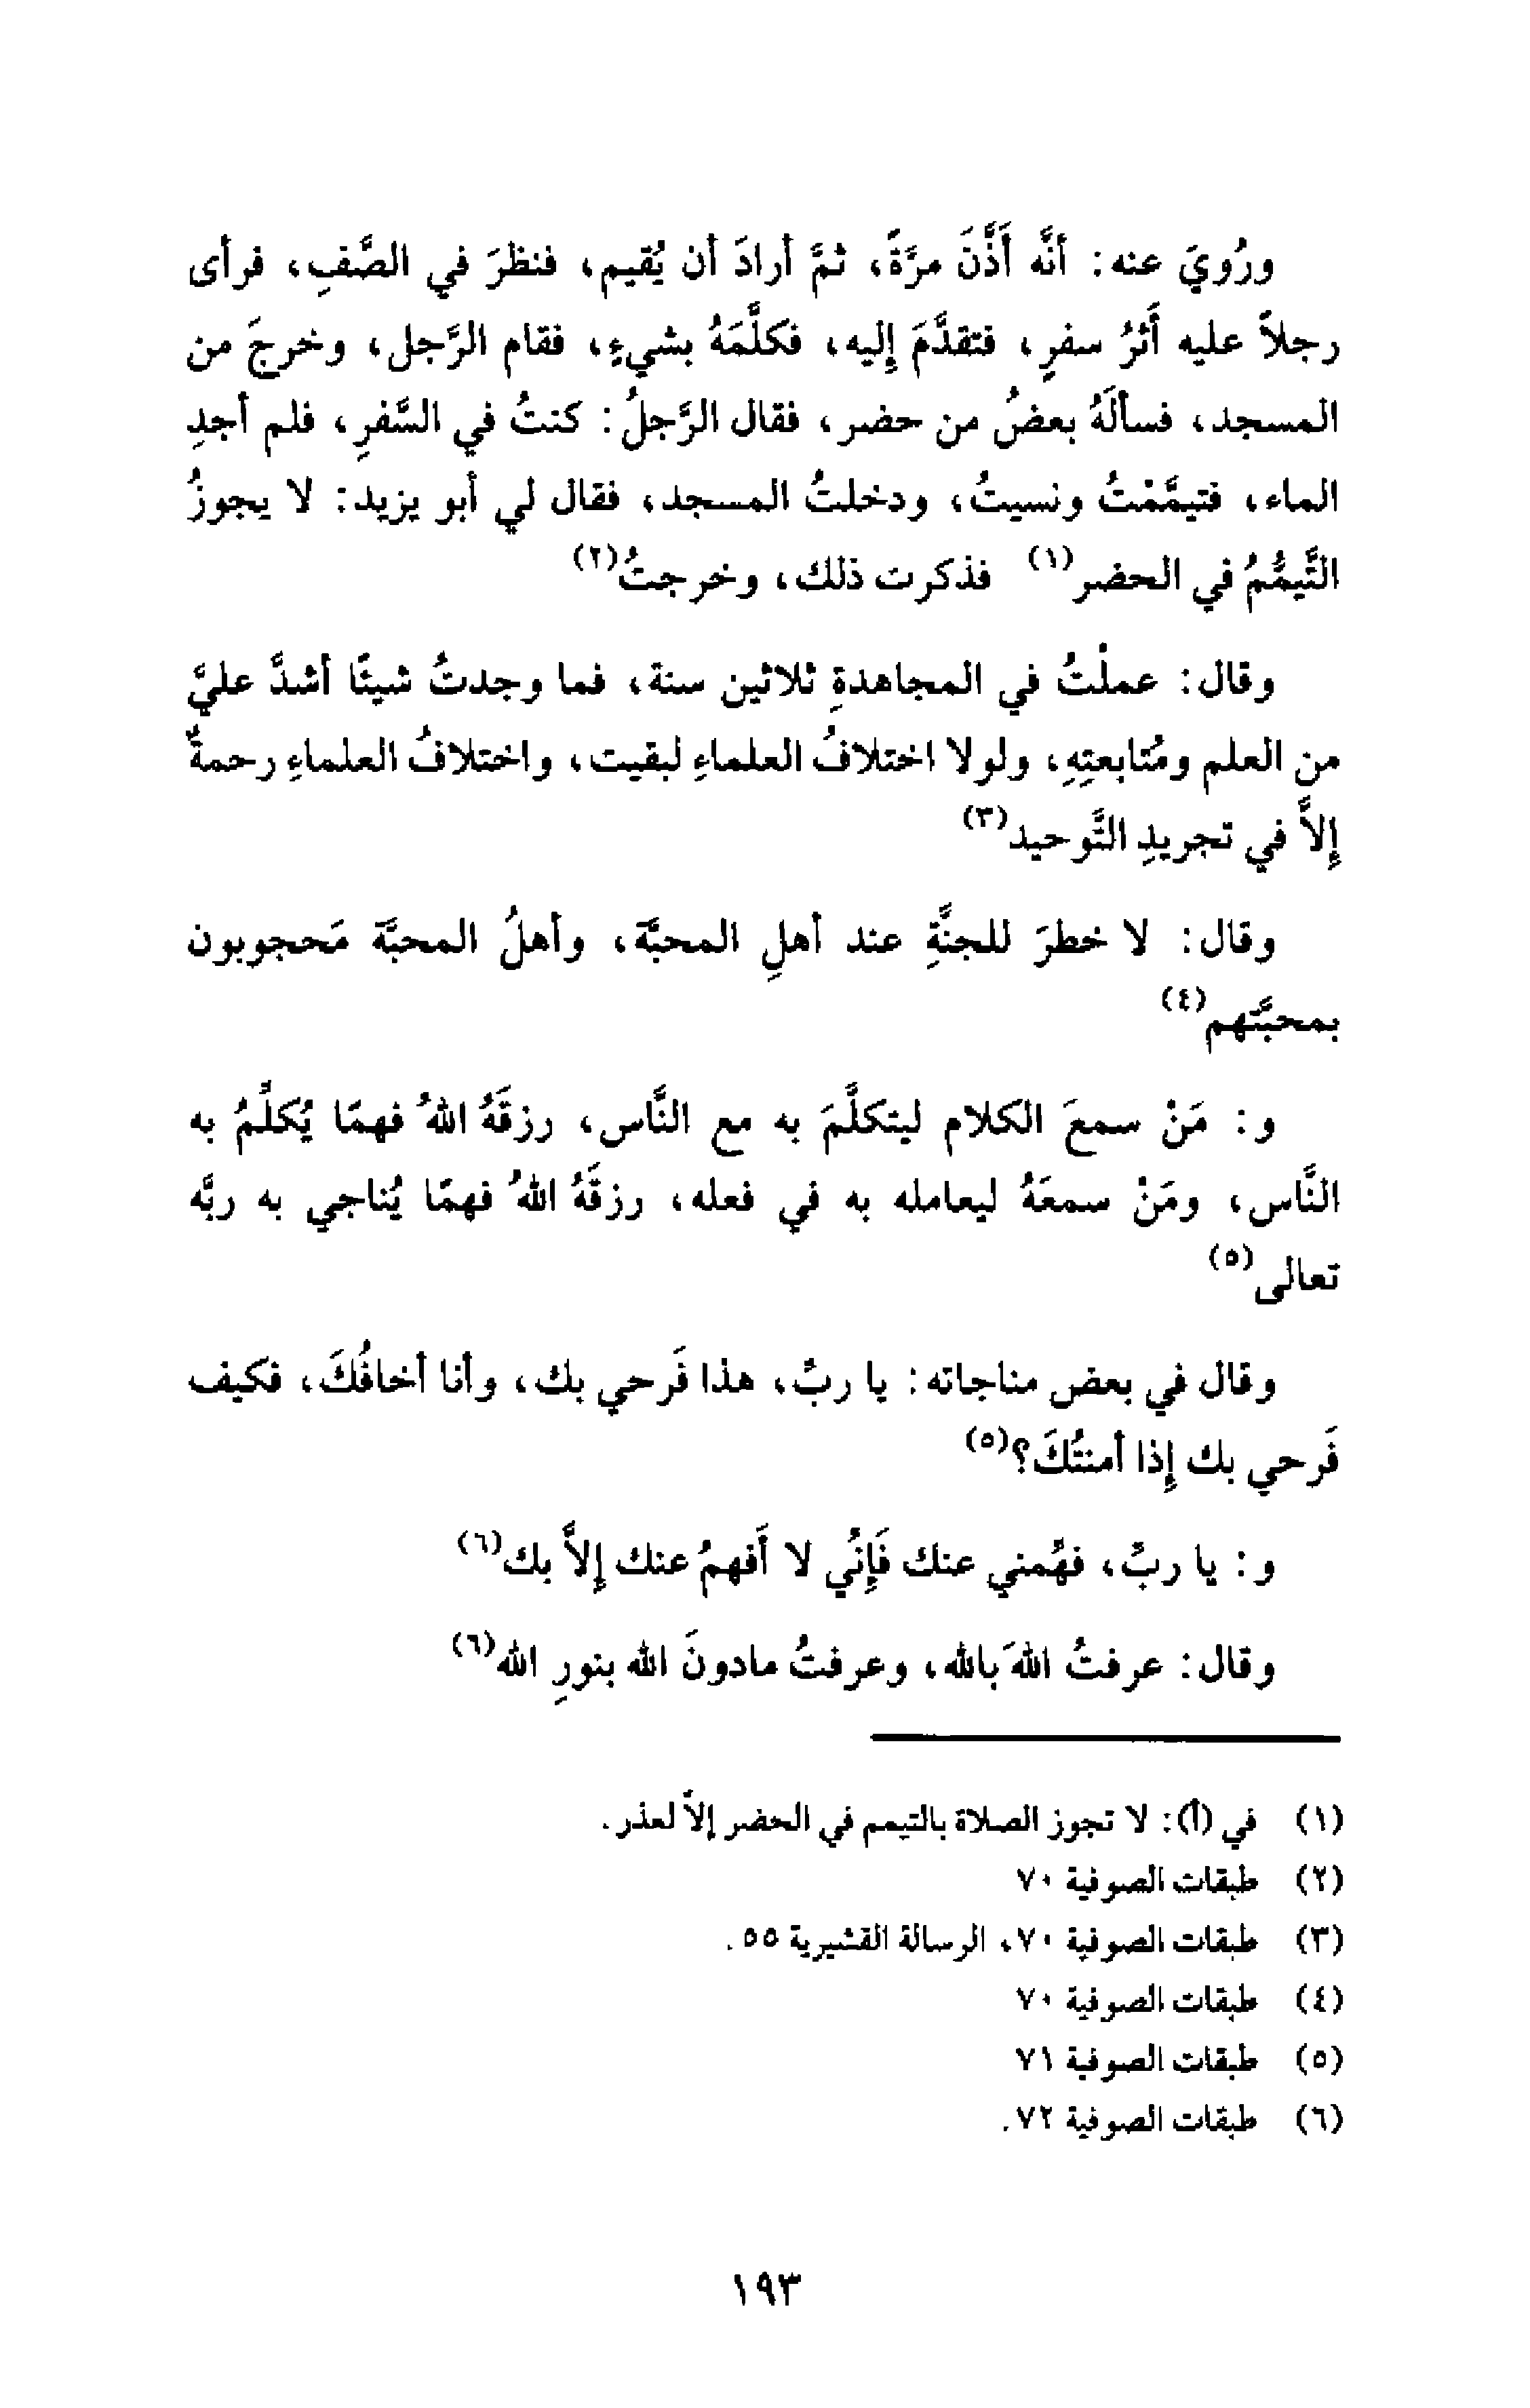 ورُويَ عنه: أنَّه أَذَّنَ مرَّةً، ثمَّ أرادَ أن يُقيم، فنظرَ في الصَّفِ، فرأى
رجلاً عليه أَثرُ سفرٍ، فتقدَّمَ إليه، فكلَّمَهُ بشيءٍ، فقام الرَّجل، وخرجَ من
المسجد، فسألَهُ بعضُ من حضر، فقال الرَّجلُ: كنتُ في السَّفرِ، فلم أجدِ
الماء، فتيمَّمْتُ ونسيتُ، ودخلتُ المسجد، فقال لي أبو يزيد: لا يجوزُ
التَّيمُّمُ في الحضر(١) فذكرت ذلك، وخرجتُ(٢)
وقال: عملْتُ في المجاهدةِ ثلاثين سنة، فما وجدتُ شيئًا أشدَّ عليَّ
من العلم ومُتابعتِهِ، ولولا اختلافُ العلماءِ لبقيت، واختلافُ العلماءِ رحمةٌ
إلاَّ في تجريدِ التَّوحيد(٣)
وقال: لا خطرَ للجنَّةِ عند أهلِ المحبَّة، وأهلُ المحبَّة مَحجوبون
بمحبَّتهم(٤)
و: مَنْ سمعَ الكلام ليتكلَّمَ به مع النَّاس، رزقَهُ اللهُ فهمًا يُكلِّمُ به
النَّاس، ومَنْ سمعَهُ ليعامله به في فعله، رزقَهُ اللهُ فهمًا يُناجي به ربَّه
تعالى(٥)
وقال في بعض مناجاته: يا ربِّ، هذا فَرحي بك، وأنا أخافُكَ، فكيف
فَرحي بك إذا أمنتُكَ؟(٥)
و: يا ربِّ، فهِّمني عنك فَإنِّي لا أَفهمُ عنك إلاَّ بك(٦)
وقال: عرفتُ اللهَ بالله، وعرفتُ مادونَ الله بنورِ الله(٦)
(١) في (أ): لا تجوز الصلاة بالتيمم في الحضر إلاَّ لعذر.
(٢) طبقات الصوفية ٧٠
(٣) طبقات الصوفية ٧٠، الرسالة القشيرية ٥٥.
(٤) طبقات الصوفية ٧٠
(٥) طبقات الصوفية ٧١
(٦) طبقات الصوفية ٧٢.
١٩٣